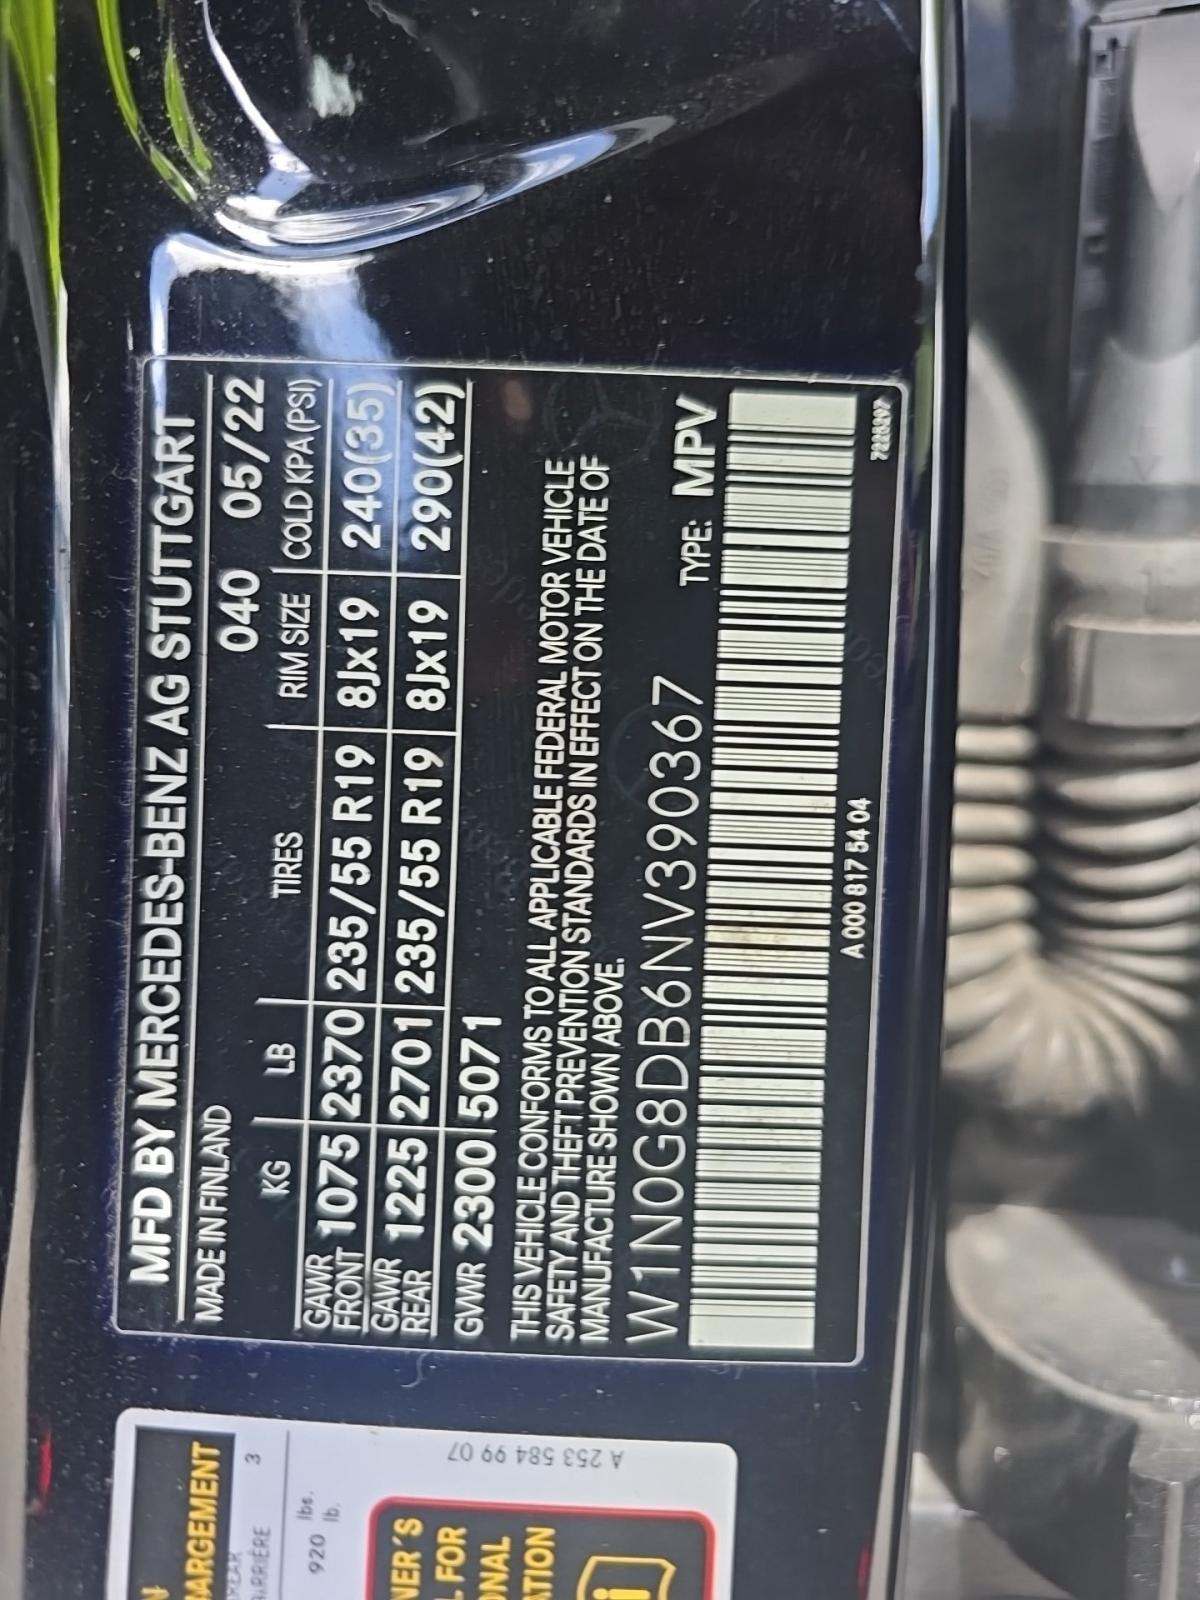 MFD BY MERCEDES-BENZ AG STUTTGART
MADE IN FINLAND 040 05/22
KG LB TIRES RIM SIZE COLD KPA(PSI)
GAWR FRONT 1075 2370 235/55 R19 8Jx19 240(35)
GAWR REAR 1225 2701 235/55 R19 8Jx19 290(42)
GVWR 2300 5071
THIS VEHICLE CONFORMS TO ALL APPLICABLE FEDERAL MOTOR VEHICLE
SAFETY AND THEFT PREVENTION STANDARDS IN EFFECT ON THE DATE OF
MANUFACTURE SHOWN ABOVE.
W1N0G8DB6NV390367 TYPE: MPV
A 000 817 54 04
3
920 lbs.
lb.
A 253 584 99 07